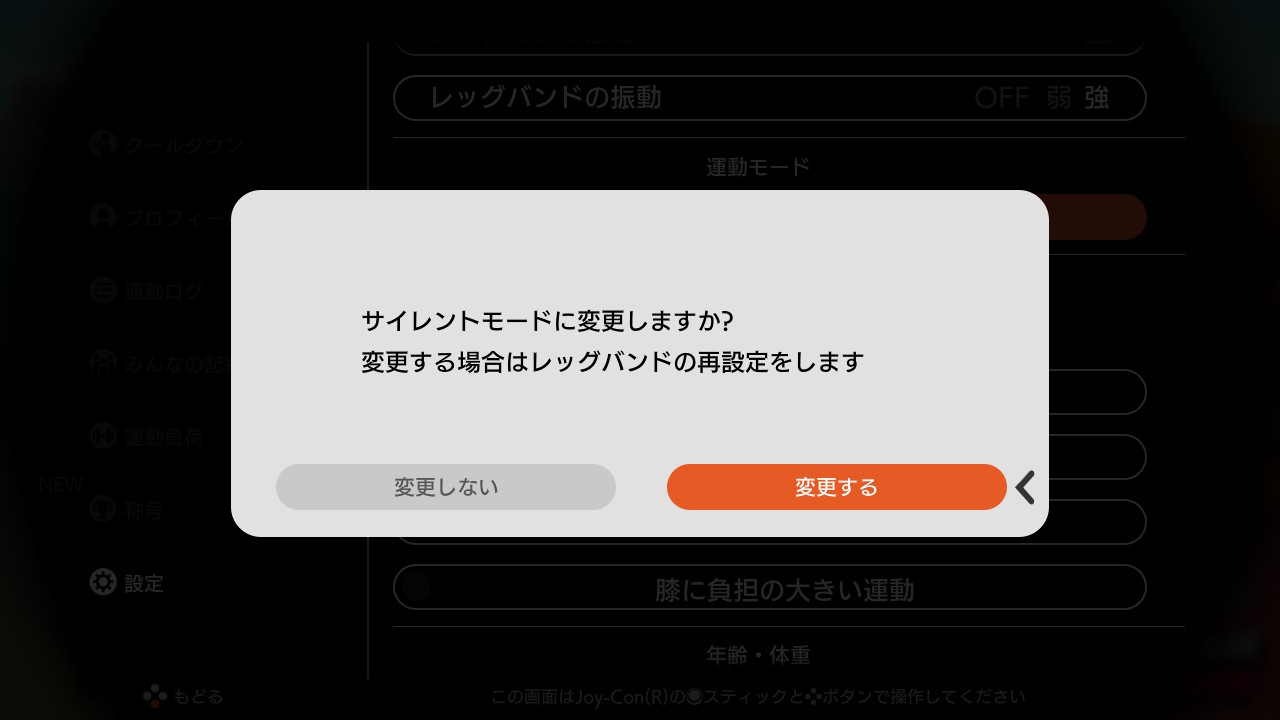 レッグバンドの振動
OFF 弱 強
クールダウン
運動モード
プロフィー
運動ログ
サイレントモードに変更しますか?
変更する場合はレッグバンドの再設定をします
みんなの記
運動負荷
変更しない
変更する
NEW
称号
設定
膝に負担の大きい運動
年齢・体重
もどる
この画面はJoy-Con(R)のスティックとボタンで操作してください